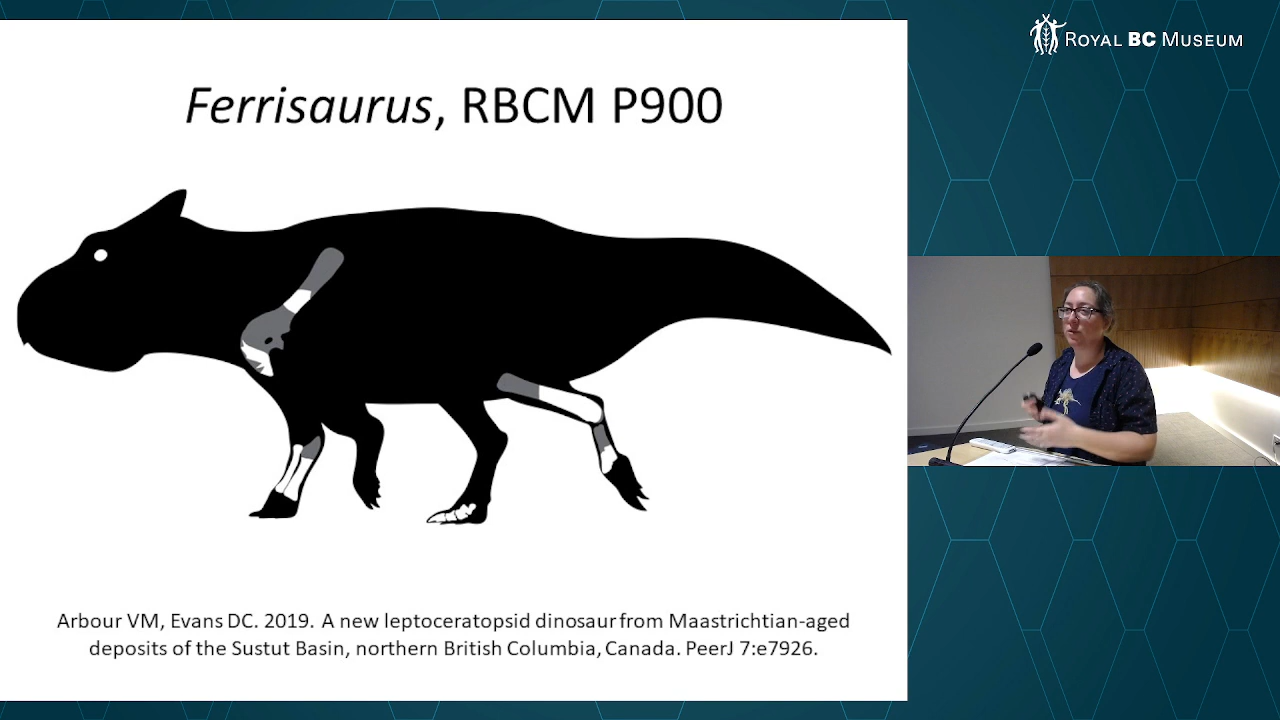 Ferrisaurus, RBCM P900
Arbour VM, Evans DC. 2019. A new leptoceratopsid dinosaur from Maastrichtian-aged
deposits of the Sustut Basin, northern British Columbia, Canada. PeerJ 7:e7926.
ROYAL BC MUSEUM